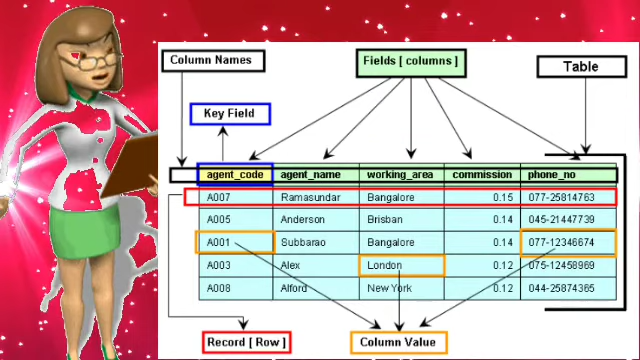 Column Names
Fields [ columns ]
Table
Key Field
agent_code agent_name working_area commission phone_no
A007 Ramasundar Bangalore 0.15 077-25814763
A005 Anderson Brisban 0.14 045-21447739
A001 Subbarao Bangalore 0.14 077-12346674
A003 Alex London 0.12 075-12458969
A008 Alford New York 0.12 044-25874365
Record [ Row ]
Column Value